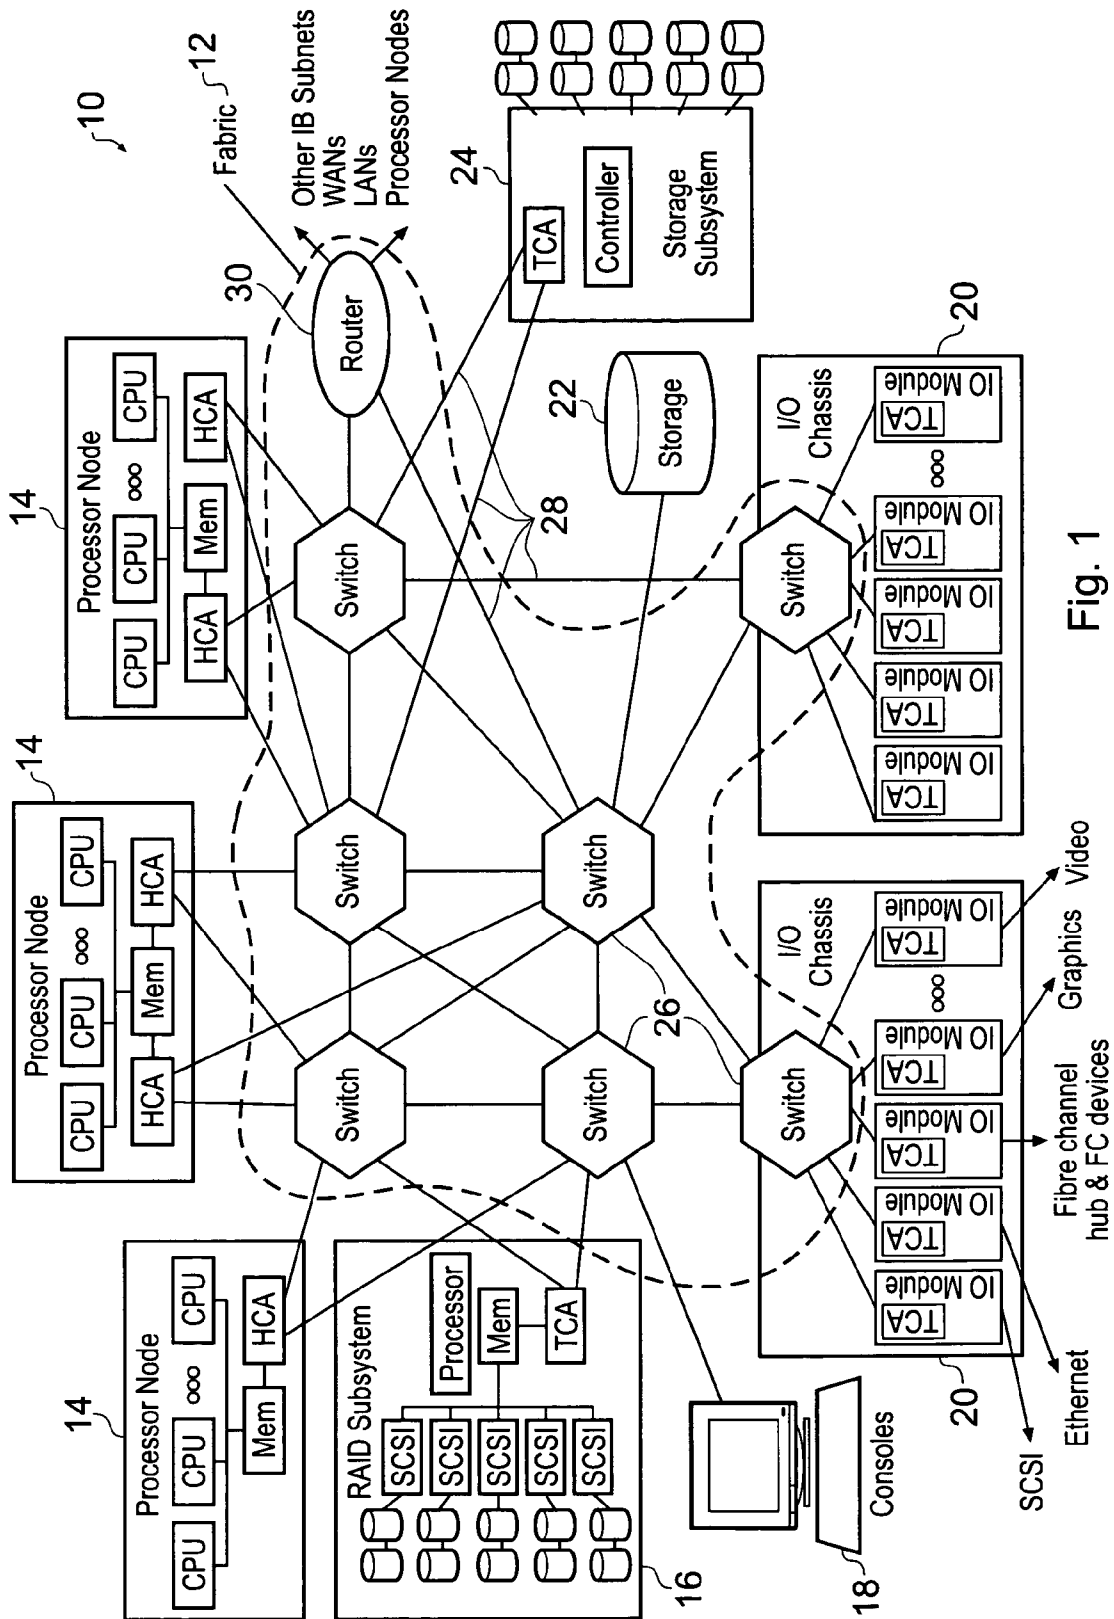 10
Fabric
12
14
Processor Node
CPU
CPU
ooo
CPU
Mem
HCA
14
Processor Node
CPU
CPU
ooo
CPU
HCA
Mem
HCA
14
Processor Node
CPU
CPU
ooo
CPU
HCA
Mem
HCA
30
Router
Other IB Subnets
WANs
LANs
Processor Nodes
RAID Subsystem
Processor
SCSI
SCSI
SCSI
SCSI
SCSI
Mem
TCA
16
Switch
Switch
Switch
24
TCA
Controller
Storage
Subsystem
Switch
Switch
26
28
22
Storage
Consoles
18
Switch
I/O
Chassis
TCA
IO Module
TCA
IO Module
TCA
IO Module
TCA
IO Module
ooo
TCA
IO Module
20
SCSI
Ethernet
Fibre channel
hub & FC devices
Graphics
Video
Switch
I/O
Chassis
TCA
IO Module
TCA
IO Module
TCA
IO Module
TCA
IO Module
ooo
TCA
IO Module
20
Fig. 1